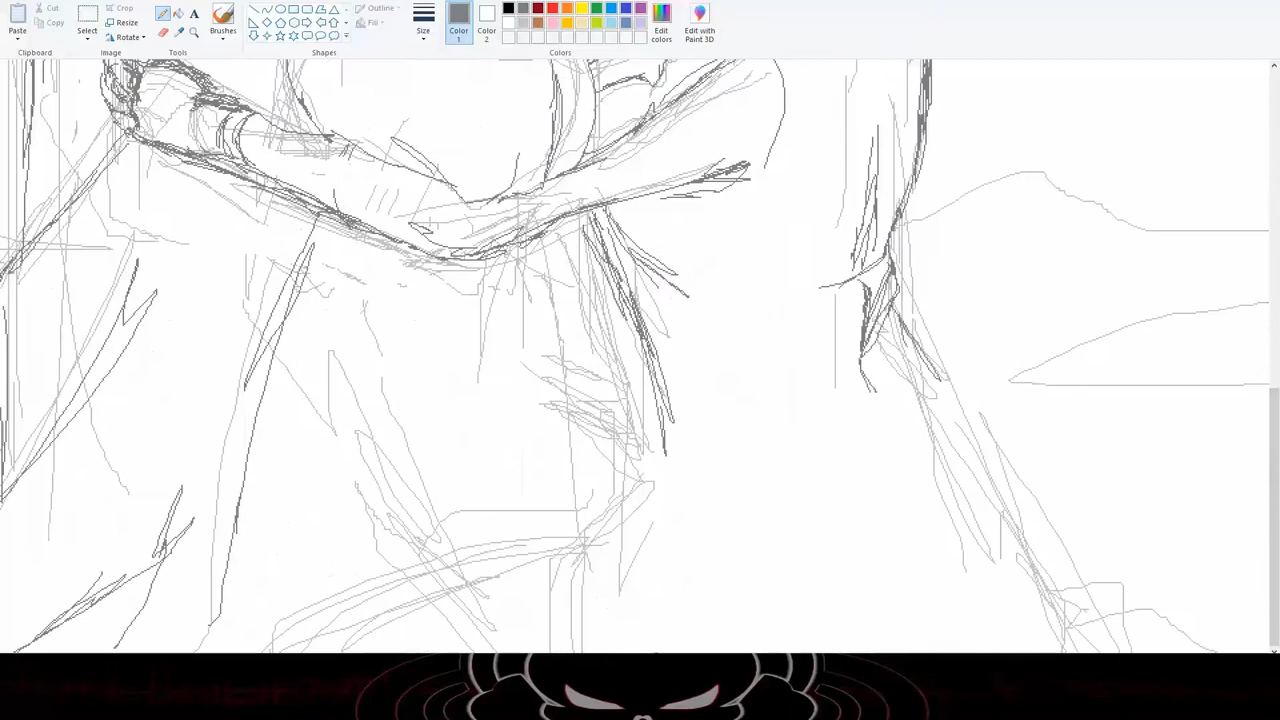 Cut
Crop
Outline
Copy
Resize
Fill
Paste
Select
Rotate
A
Brushes
Size
Color
1
Color
2
Edit
colors
Edit with
Paint 3D
Clipboard
Image
Tools
Shapes
Colors